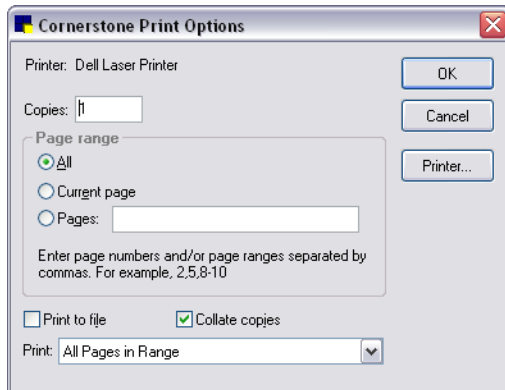 Cornerstone Print Options
Printer: Dell Laser Printer
OK
Copies: 1
Cancel
Page range
All
Printer...
Current page
Pages:
Enter page numbers and/or page ranges separated by
commas. For example, 2,5,8-10
Print to file
Collate copies
Print: All Pages in Range